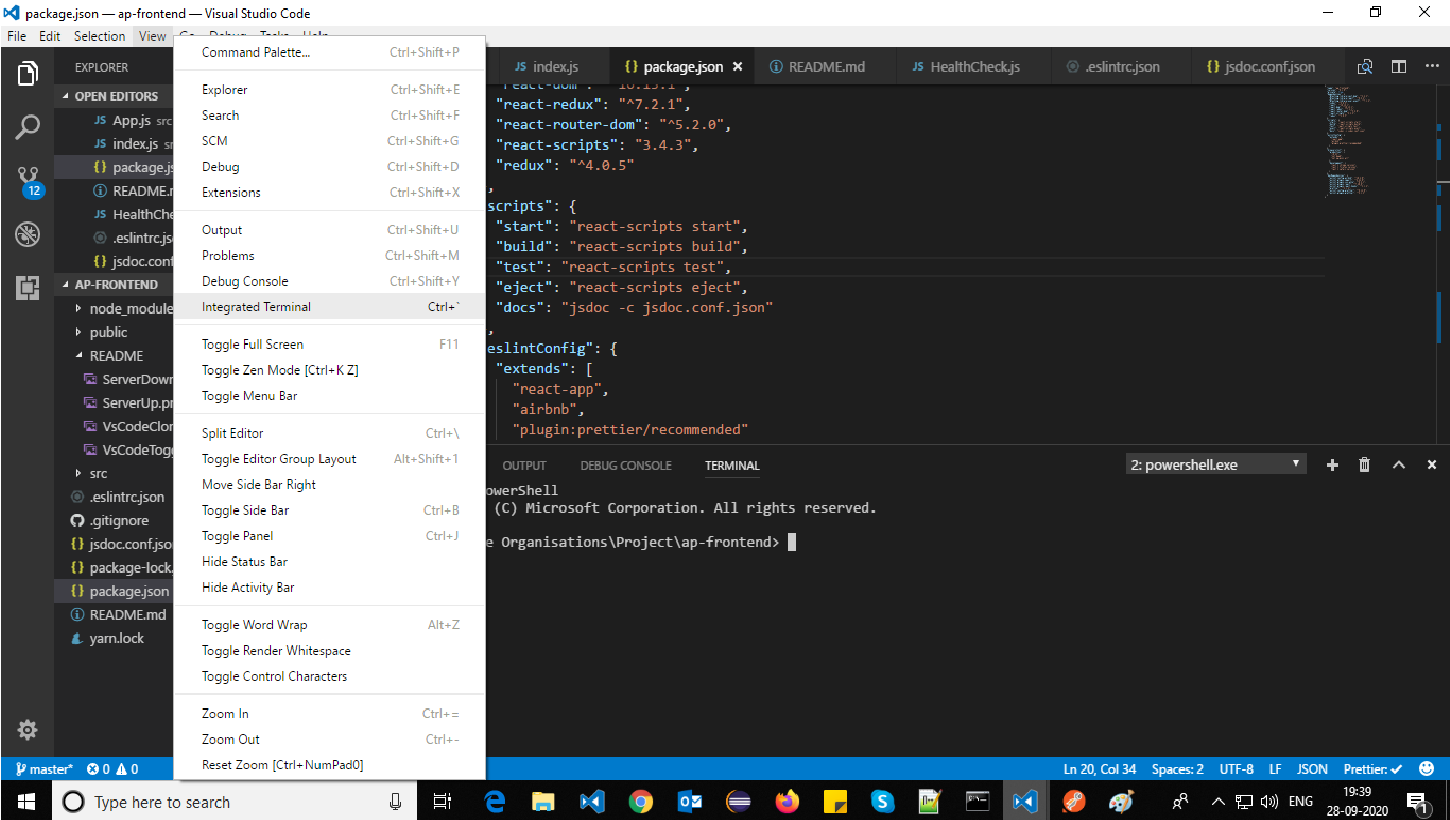 package.json — ap-frontend — Visual Studio Code
File Edit Selection View Go Debug Tasks Help
Command Palette... Ctrl+Shift+P
Explorer Ctrl+Shift+E
Search Ctrl+Shift+F
SCM Ctrl+Shift+G
Debug Ctrl+Shift+D
Extensions Ctrl+Shift+X
Output Ctrl+Shift+U
Problems Ctrl+Shift+M
Debug Console Ctrl+Shift+Y
Integrated Terminal Ctrl+`
Toggle Full Screen F11
Toggle Zen Mode [Ctrl+K Z]
Toggle Menu Bar
Split Editor Ctrl+\
Toggle Editor Group Layout Alt+Shift+1
Move Side Bar Right
Toggle Side Bar Ctrl+B
Toggle Panel Ctrl+J
Hide Status Bar
Hide Activity Bar
Toggle Word Wrap Alt+Z
Toggle Render Whitespace
Toggle Control Characters
Zoom In Ctrl+=
Zoom Out Ctrl+-
Reset Zoom [Ctrl+NumPad0]
EXPLORER
OPEN EDITORS
JS App.js src
JS index.js sr
{} package.js
README.m
JS HealthChe
.eslintrc.js
{} jsdoc.conf
AP-FRONTEND
node_module
public
README
ServerDown
ServerUp.pn
VsCodeClon
VsCodeTogg
src
.eslintrc.json
.gitignore
{} jsdoc.conf.jso
{} package-lock.
{} package.json
README.md
yarn.lock
12
JS index.js
{} package.json ×
README.md
JS HealthCheck.js
.eslintrc.json
{} jsdoc.conf.json
"react-dom": "^16.13.1",
"react-redux": "^7.2.1",
"react-router-dom": "^5.2.0",
"react-scripts": "3.4.3",
"redux": "^4.0.5"
,
scripts": {
"start": "react-scripts start",
"build": "react-scripts build",
"test": "react-scripts test",
"eject": "react-scripts eject",
"docs": "jsdoc -c jsdoc.conf.json"
,
eslintConfig": {
"extends": [
"react-app",
"airbnb",
"plugin:prettier/recommended"
OUTPUT DEBUG CONSOLE TERMINAL
2: powershell.exe
owerShell
(C) Microsoft Corporation. All rights reserved.
e Organisations\Project\ap-frontend>
master* 0 0
Ln 20, Col 34 Spaces: 2 UTF-8 LF JSON Prettier: ✓
Type here to search
ENG
19:39
28-09-2020
1